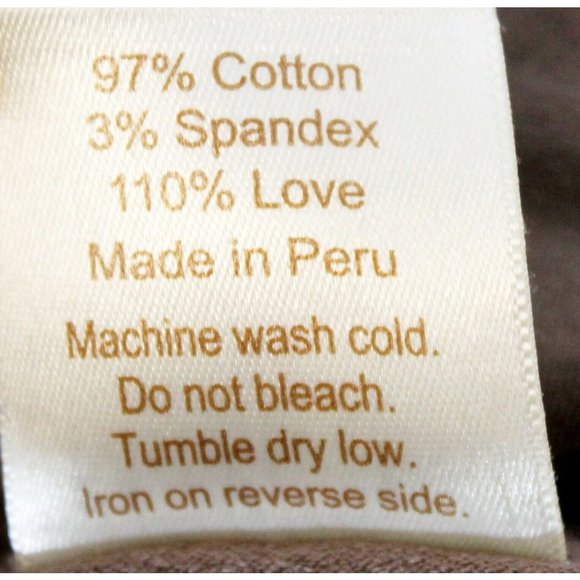 97% Cotton
3% Spandex
110% Love
Made in Peru
Machine wash cold.
Do not bleach.
Tumble dry low.
Iron on reverse side.